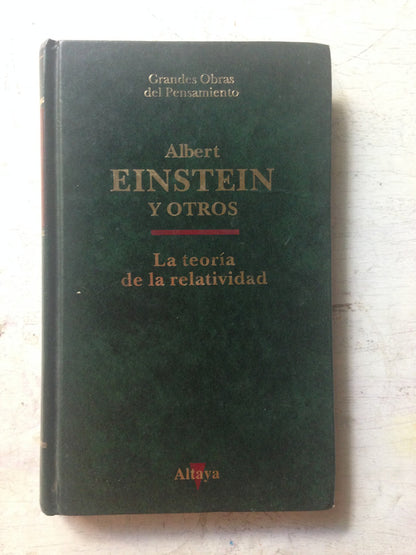 Grandes Obras
del Pensamiento
Albert
EINSTEIN
Y OTROS
La teoría
de la relatividad
Altaya